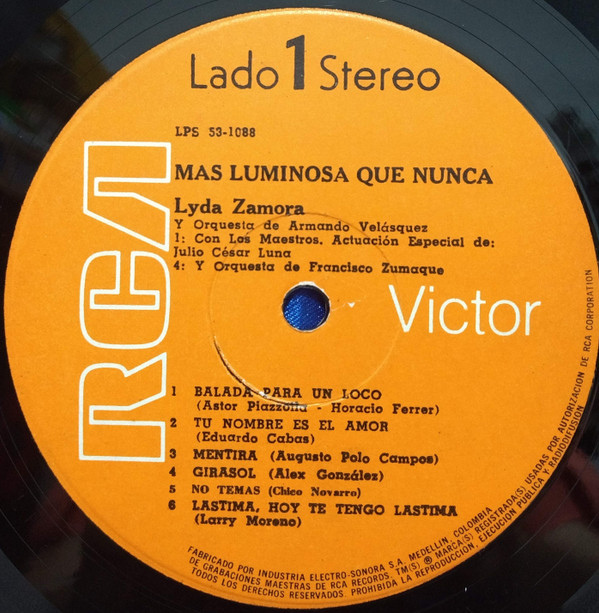 Lado 1 Stereo
LPS 53-1088
MAS LUMINOSA QUE NUNCA
Lyda Zamora
Y Orquesta de Armando Velásquez
1: Con Los Maestros. Actuación Especial de:
Julio César Luna
4: Y Orquesta de Francisco Zumaque
RCA
Victor
1 BALADA PARA UN LOCO
(Astor Piazzolla - Horacio Ferrer)
2 TU NOMBRE ES EL AMOR
(Eduardo Cabas)
3 MENTIRA (Augusto Polo Campos)
4 GIRASOL (Alex González)
5 NO TEMAS (Chico Novarro)
6 LASTIMA, HOY TE TENGO LASTIMA
(Larry Moreno)
FABRICADO POR INDUSTRIA ELECTRO-SONORA S.A. MEDELLIN, COLOMBIA
DE GRABACIONES MAESTRAS DE RCA RECORDS. TM(S) ® MARCA(S) REGISTRADA(S) USADAS POR AUTORIZACION DE RCA CORPORATION
TODOS LOS DERECHOS RESERVADOS. PROHIBIDA LA REPRODUCCION, EJECUCION PUBLICA Y RADIODIFUSION